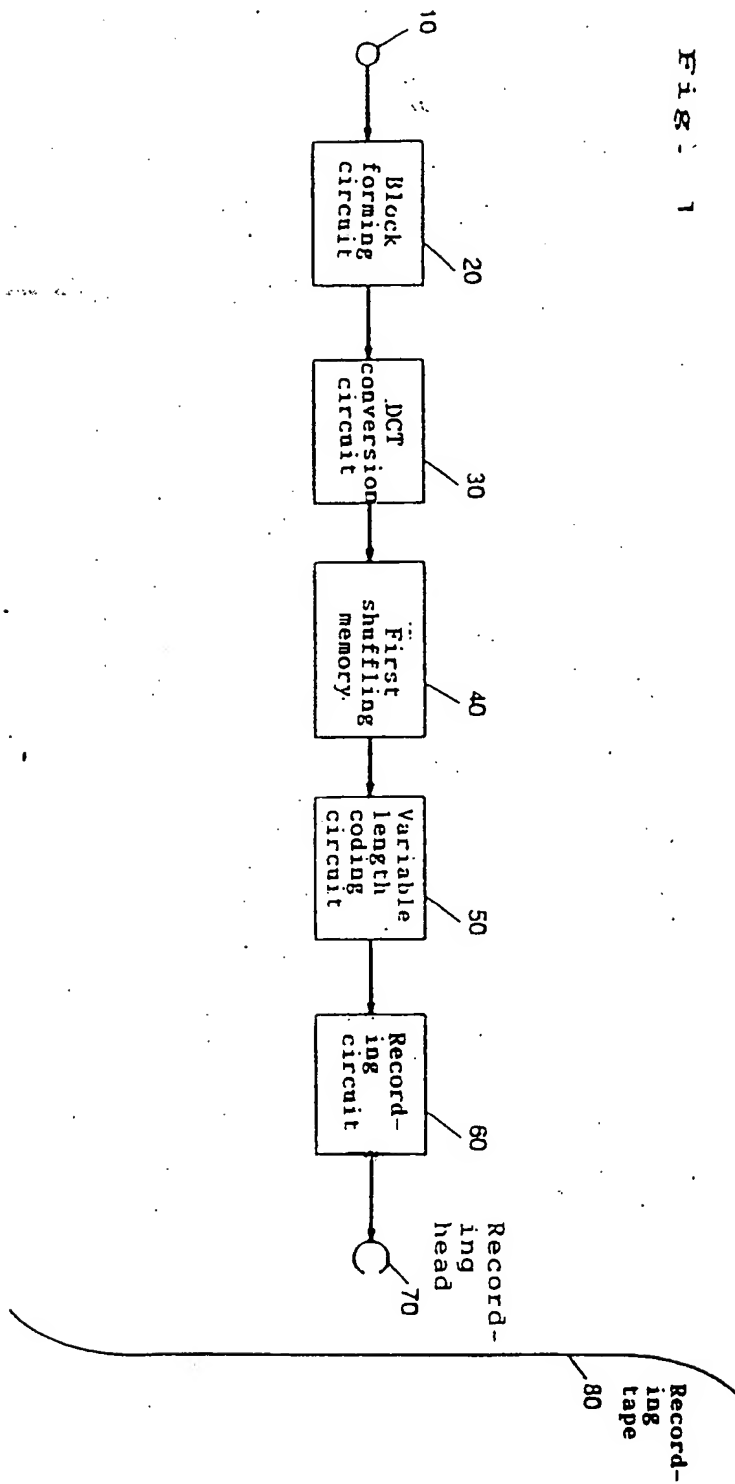 Fig. 1
10
Block
forming
circuit
20
DCT
conversion
circuit
30
First
shuffling
memory
40
Variable
length
coding
circuit
50
Record-
ing
circuit
60
Record-
ing
head
70
Record-
ing
tape
80